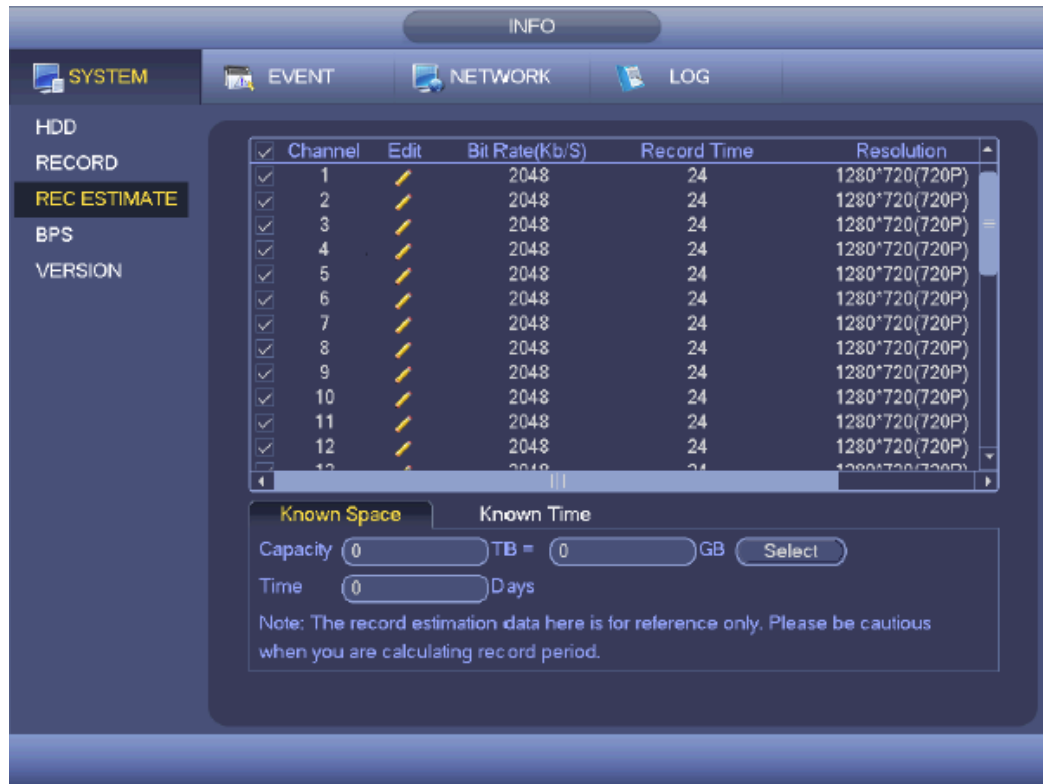 INFO
SYSTEM EVENT NETWORK LOG
HDD
RECORD
REC ESTIMATE
BPS
VERSION
Channel Edit Bit Rate(Kb/S) Record Time Resolution
1 2048 24 1280*720(720P)
2 2048 24 1280*720(720P)
3 2048 24 1280*720(720P)
4 2048 24 1280*720(720P)
5 2048 24 1280*720(720P)
6 2048 24 1280*720(720P)
7 2048 24 1280*720(720P)
8 2048 24 1280*720(720P)
9 2048 24 1280*720(720P)
10 2048 24 1280*720(720P)
11 2048 24 1280*720(720P)
12 2048 24 1280*720(720P)
Known Space Known Time
Capacity 0 TB = 0 GB Select
Time 0 Days
Note: The record estimation data here is for reference only. Please be cautious
when you are calculating record period.